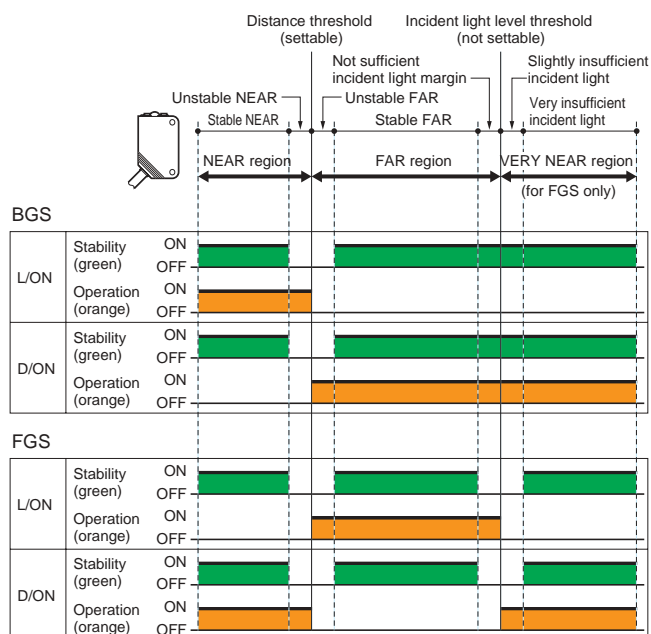 Distance threshold
(settable)
Incident light level threshold
(not settable)
Not sufficient
incident light margin
Slightly insufficient
incident light
Unstable NEAR
Unstable FAR
Very insufficient
incident light
Stable NEAR
Stable FAR
NEAR region
FAR region
VERY NEAR region
(for FGS only)
BGS
L/ON
Stability
(green)
ON
OFF
Operation
(orange)
ON
OFF
D/ON
Stability
(green)
ON
OFF
Operation
(orange)
ON
OFF
FGS
L/ON
Stability
(green)
ON
OFF
Operation
(orange)
ON
OFF
D/ON
Stability
(green)
ON
OFF
Operation
(orange)
ON
OFF